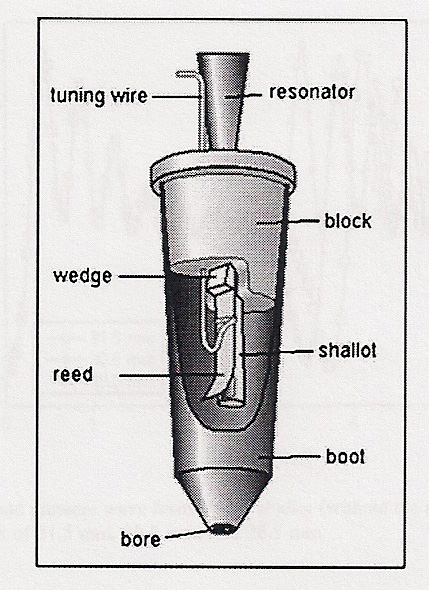 tuning wire
resonator
block
wedge
shallot
reed
boot
bore